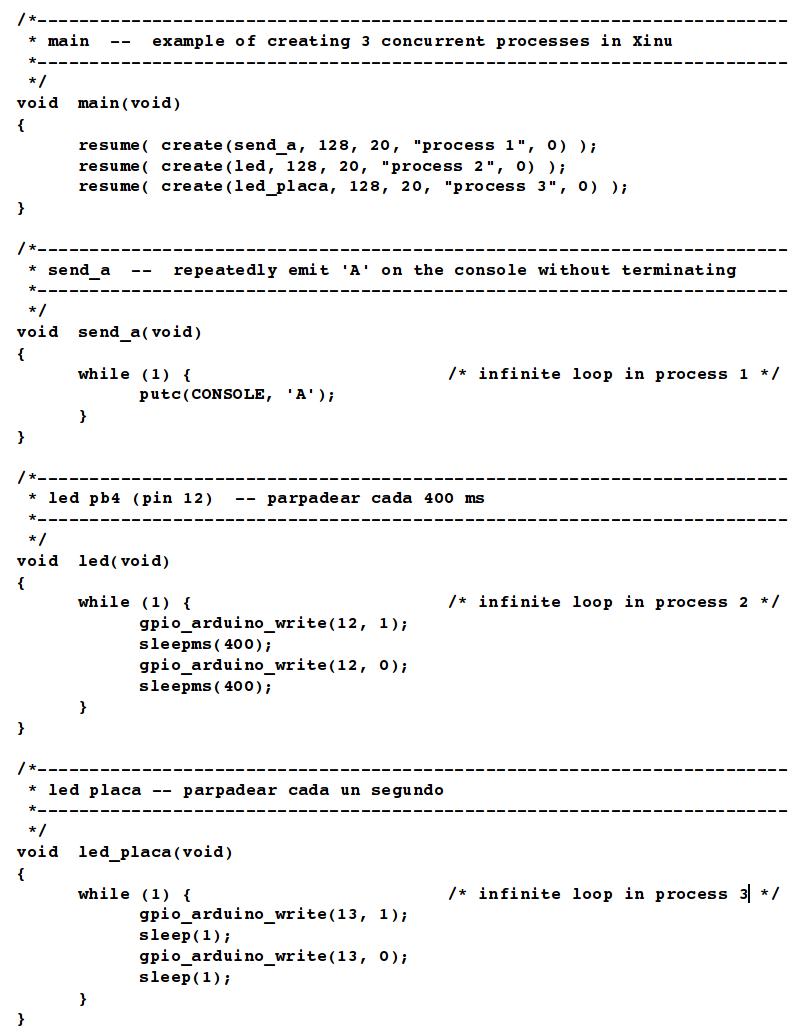 /*-------------------------------------------------------------------------
 * main  --  example of creating 3 concurrent processes in Xinu
 *-------------------------------------------------------------------------
 */
void  main(void)
{
      resume( create(send_a, 128, 20, "process 1", 0) );
      resume( create(led, 128, 20, "process 2", 0) );
      resume( create(led_placa, 128, 20, "process 3", 0) );
}

/*-------------------------------------------------------------------------
 * send_a  --  repeatedly emit 'A' on the console without terminating
 *-------------------------------------------------------------------------
 */
void  send_a(void)
{
      while (1) {                         /* infinite loop in process 1 */
            putc(CONSOLE, 'A');
      }
}

/*-------------------------------------------------------------------------
 * led pb4 (pin 12)  -- parpadear cada 400 ms
 *-------------------------------------------------------------------------
 */
void  led(void)
{
      while (1) {                         /* infinite loop in process 2 */
            gpio_arduino_write(12, 1);
            sleepms(400);
            gpio_arduino_write(12, 0);
            sleepms(400);
      }
}

/*-------------------------------------------------------------------------
 * led placa -- parpadear cada un segundo
 *-------------------------------------------------------------------------
 */
void  led_placa(void)
{
      while (1) {                         /* infinite loop in process 3 */
            gpio_arduino_write(13, 1);
            sleep(1);
            gpio_arduino_write(13, 0);
            sleep(1);
      }
}